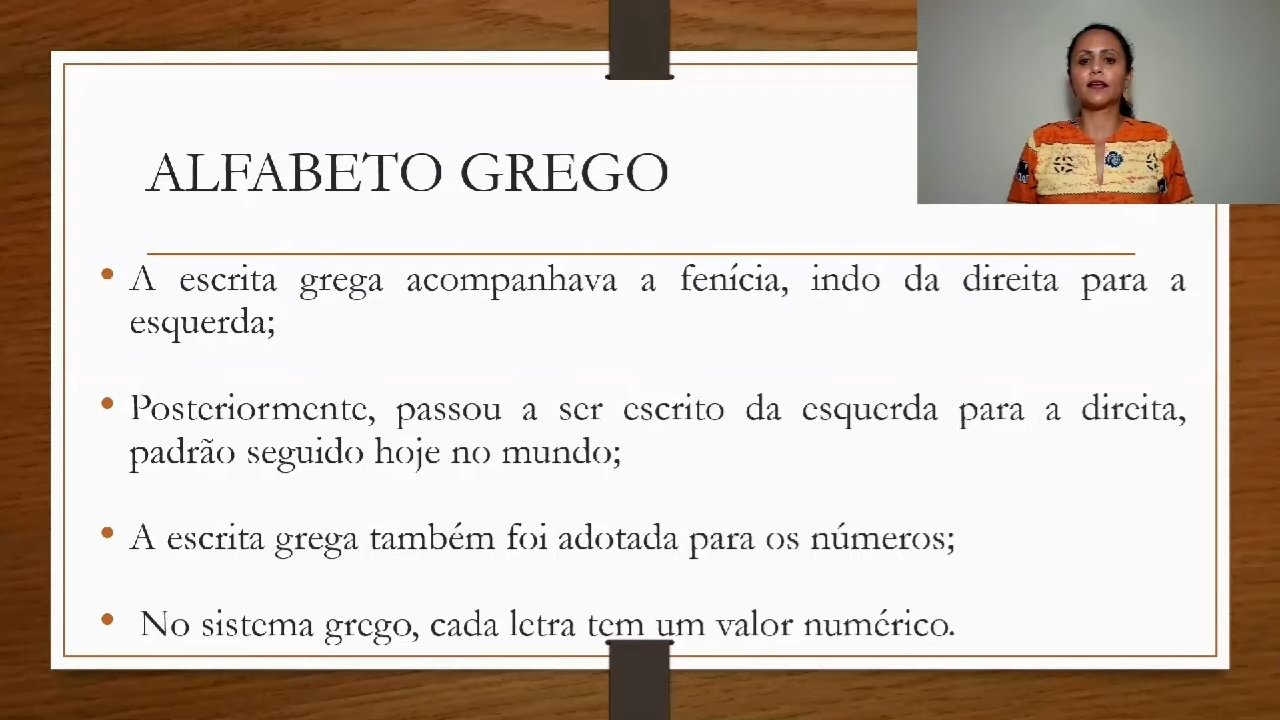 ALFABETO GREGO
• A escrita grega acompanhava a fenícia, indo da direita para a
esquerda;
• Posteriormente, passou a ser escrito da esquerda para a direita,
padrão seguido hoje no mundo;
• A escrita grega também foi adotada para os números;
• No sistema grego, cada letra tem um valor numérico.